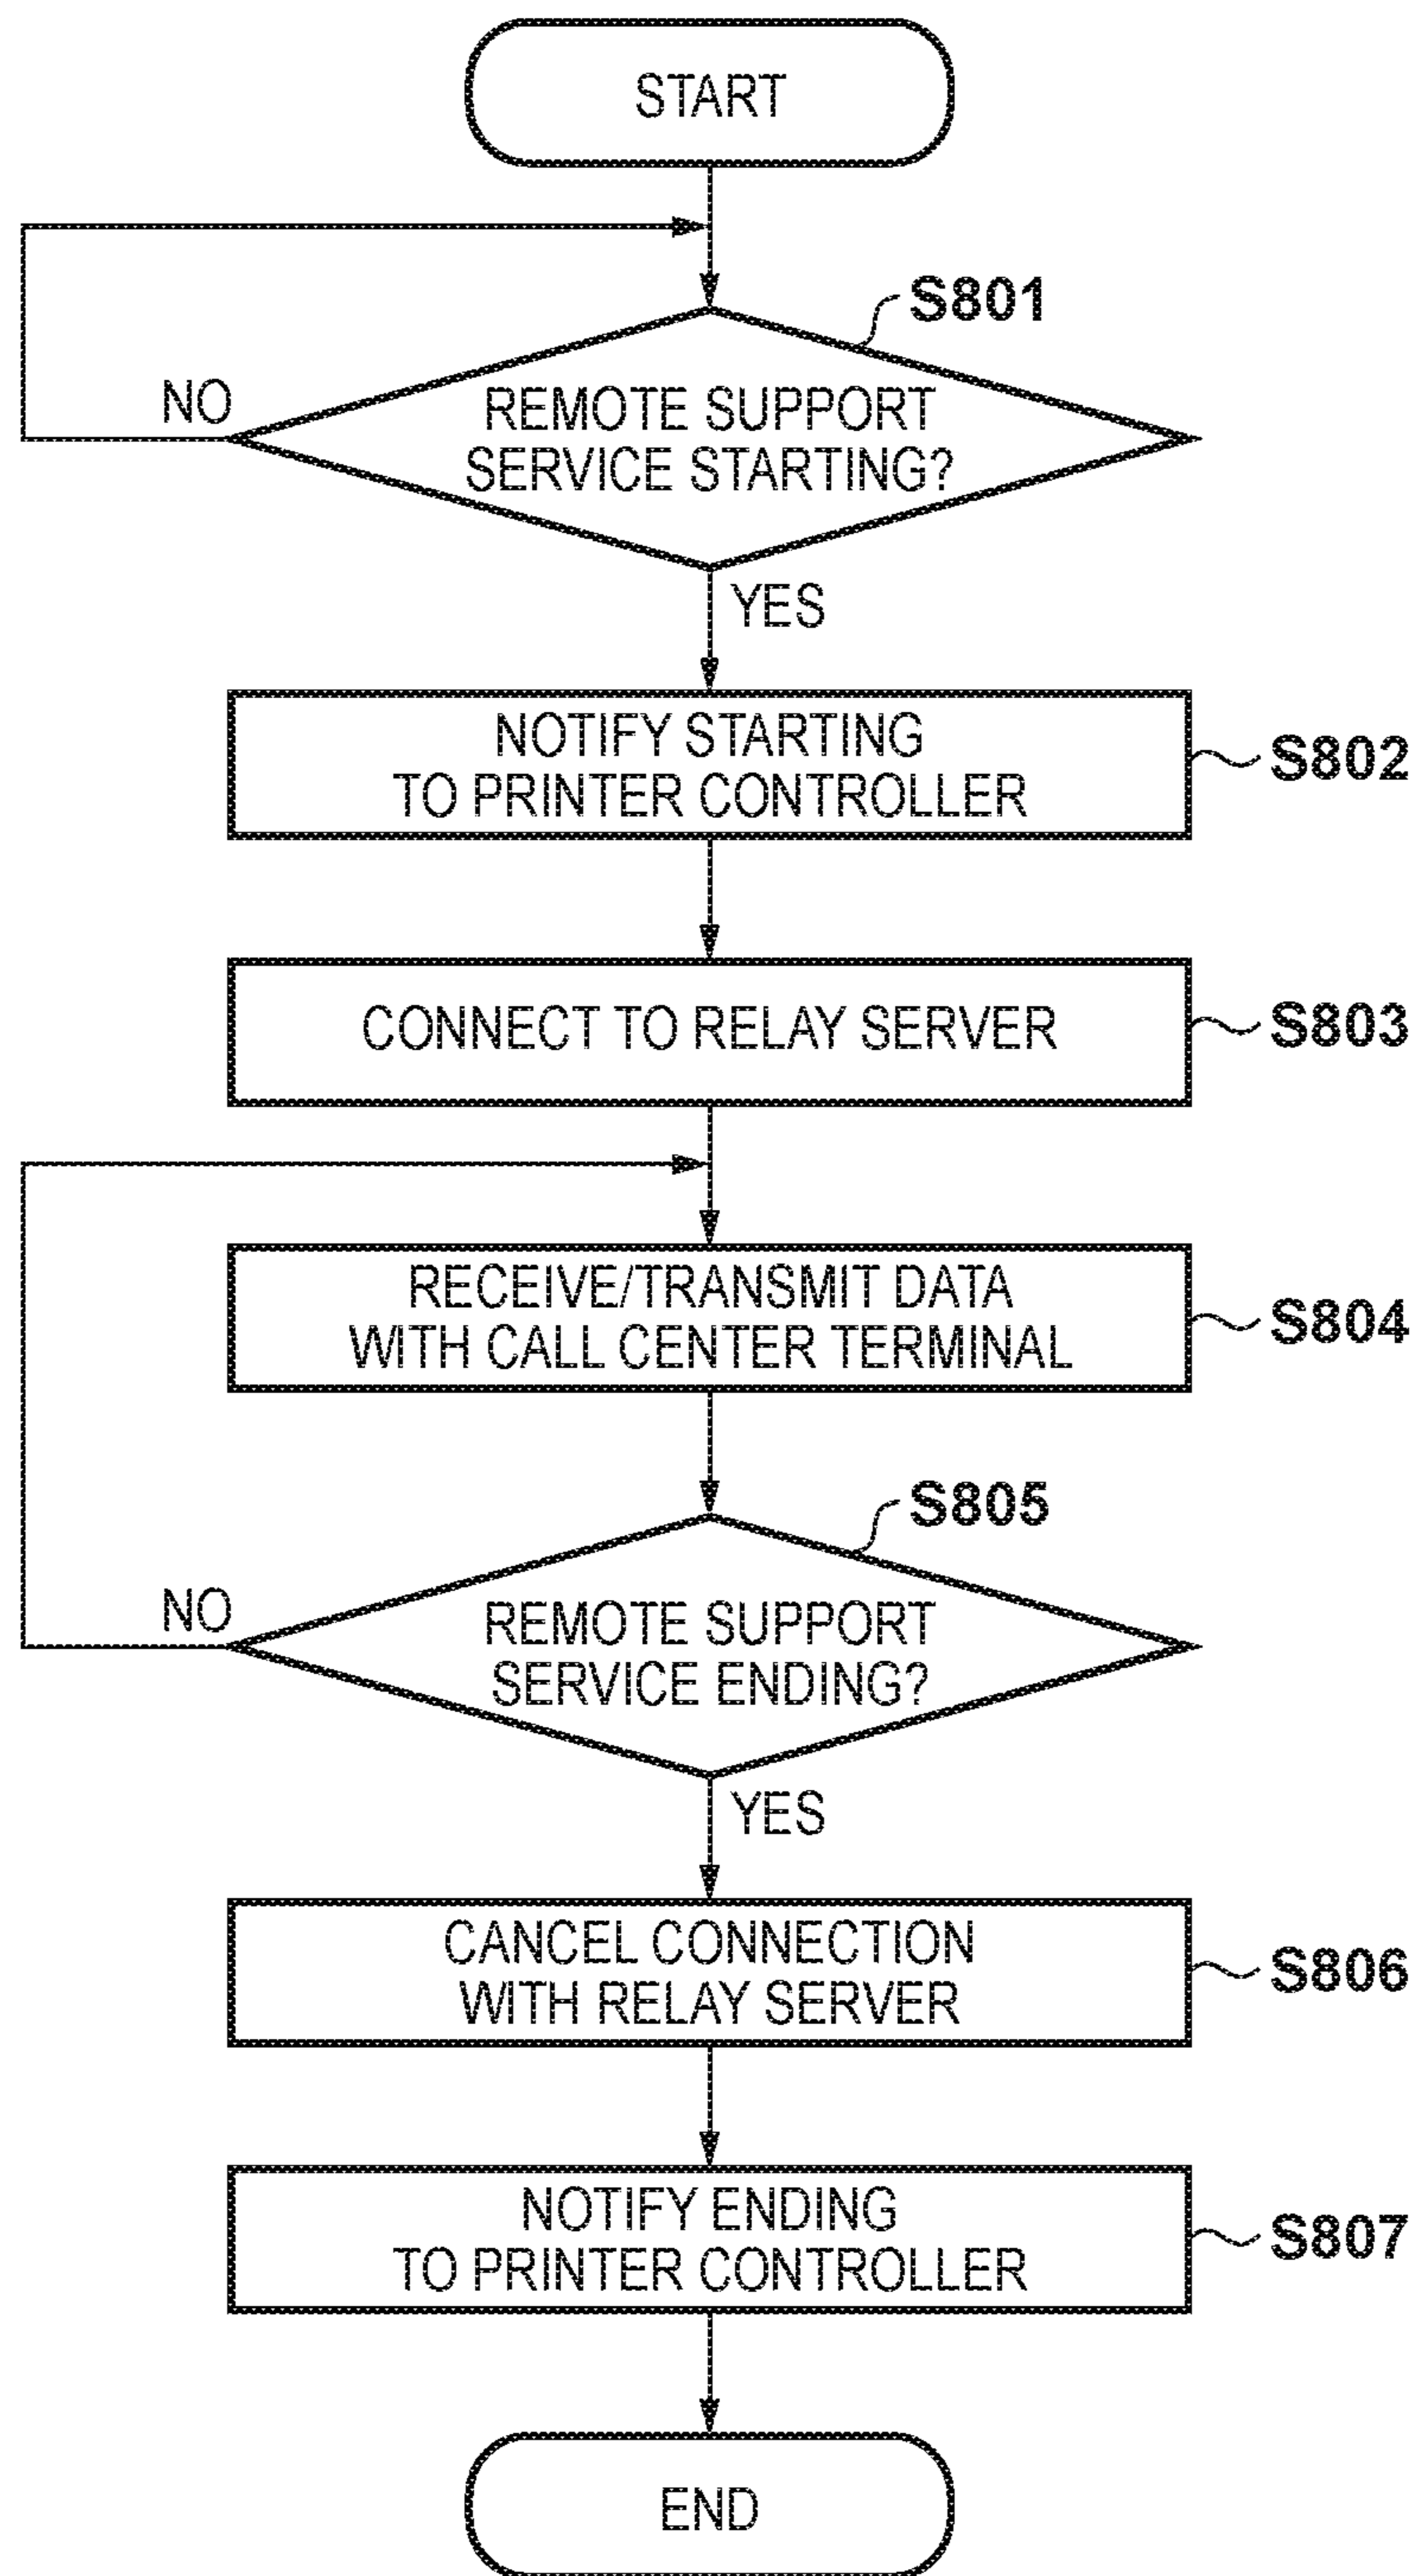 START
S801
NO
REMOTE SUPPORT
SERVICE STARTING?
YES
NOTIFY STARTING
TO PRINTER CONTROLLER
S802
CONNECT TO RELAY SERVER
S803
RECEIVE/TRANSMIT DATA
WITH CALL CENTER TERMINAL
S804
S805
NO
REMOTE SUPPORT
SERVICE ENDING?
YES
CANCEL CONNECTION
WITH RELAY SERVER
S806
NOTIFY ENDING
TO PRINTER CONTROLLER
S807
END